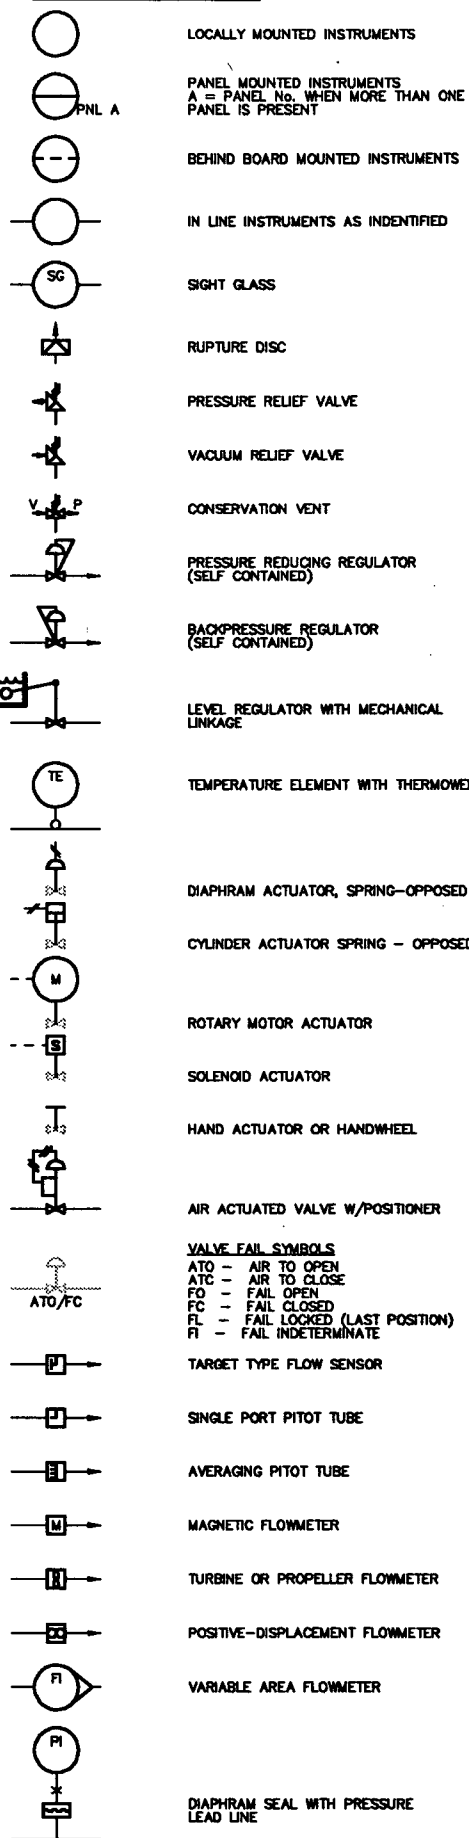 LOCALLY MOUNTED INSTRUMENTS
PANEL MOUNTED INSTRUMENTS
A = PANEL No. WHEN MORE THAN ONE
PNL A PANEL IS PRESENT
BEHIND BOARD MOUNTED INSTRUMENTS
IN LINE INSTRUMENTS AS INDENTIFIED
SG SIGHT GLASS
RUPTURE DISC
PRESSURE RELIEF VALVE
VACUUM RELIEF VALVE
V P CONSERVATION VENT
PRESSURE REDUCING REGULATOR
(SELF CONTAINED)
BACKPRESSURE REGULATOR
(SELF CONTAINED)
LEVEL REGULATOR WITH MECHANICAL
LINKAGE
TE TEMPERATURE ELEMENT WITH THERMOWE
DIAPHRAM ACTUATOR, SPRING-OPPOSED
CYLINDER ACTUATOR SPRING - OPPOSED
M
ROTARY MOTOR ACTUATOR
S
SOLENOID ACTUATOR
HAND ACTUATOR OR HANDWHEEL
AIR ACTUATED VALVE W/POSITIONER
VALVE FAIL SYMBOLS
ATO - AIR TO OPEN
ATC - AIR TO CLOSE
FO - FAIL OPEN
ATO/FC FC - FAIL CLOSED
FL - FAIL LOCKED (LAST POSITION)
FI - FAIL INDETERMINATE
TARGET TYPE FLOW SENSOR
SINGLE PORT PITOT TUBE
AVERAGING PITOT TUBE
M MAGNETIC FLOWMETER
TURBINE OR PROPELLER FLOWMETER
POSITIVE-DISPLACEMENT FLOWMETER
FI VARIABLE AREA FLOWMETER
PI
DIAPHRAM SEAL WITH PRESSURE
LEAD LINE